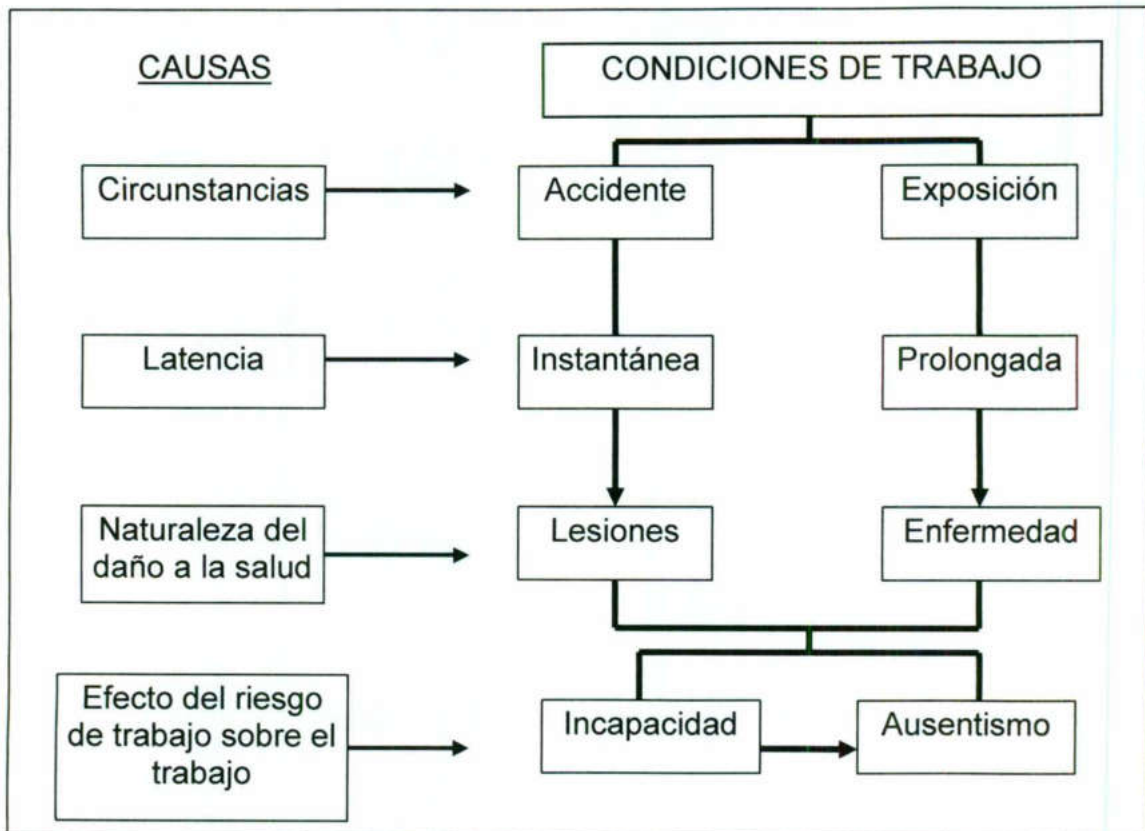 CAUSAS
CONDICIONES DE TRABAJO
Circunstancias
Accidente
Exposición
Latencia
Instantánea
Prolongada
Naturaleza del
daño a la salud
Lesiones
Enfermedad
Efecto del riesgo
de trabajo sobre el
trabajo
Incapacidad
Ausentismo